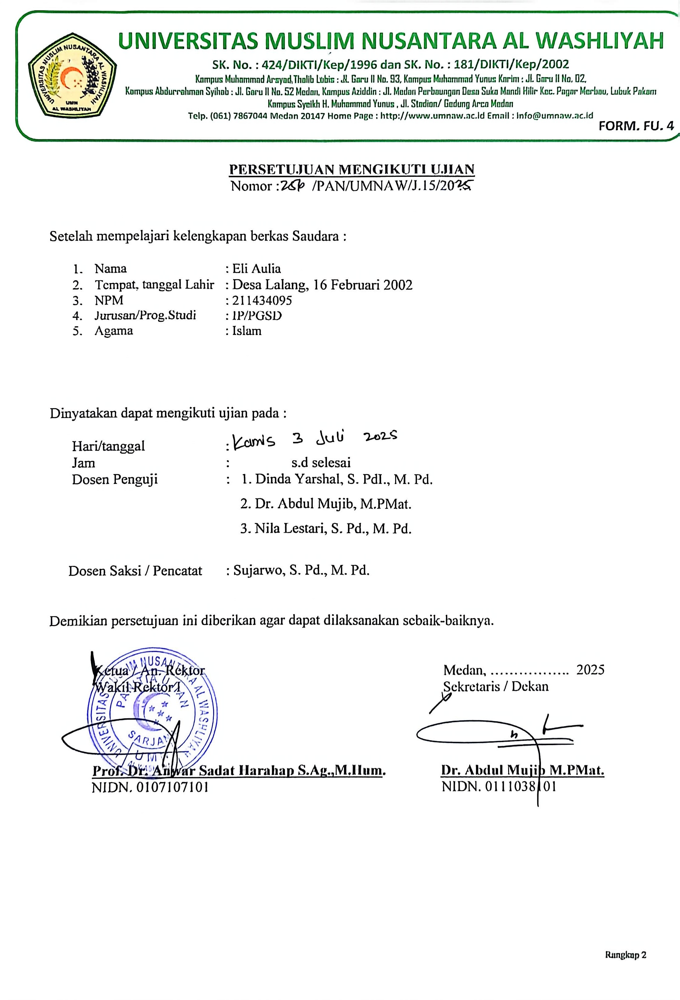 UNIVERSITAS MUSLIM NUSANTARA AL WASHLIYAH
UMN
AL WASHLIYAH
UNIVERSITAS MUSLIM NUSANTARA AL WASHLIYAH
SK. No. : 424/DIKTI/Kep/1996 dan SK. No. : 181/DIKTI/Kep/2002
Kampus Muhammad Arsyad Thalib Lubis : Jl. Garu II No. 93, Kampus Muhammad Yunus Karim : Jl. Garu II No. 02,
Kampus Abdurrahman Syihab : Jl. Garu II No. 52 Medan, Kampus Aziddin : Jl. Medan Perbaungan Desa Suka Mandi Hilir Kec. Pagar Merbau, Lubuk Pakam
Kampus Syaikh H. Muhammad Yunus , Jl. Stadion/ Gedung Arca Medan
Telp. (061) 7867044 Medan 20147 Home Page : http://www.umnaw.ac.id Email : info@umnaw.ac.id
FORM. FU. 4
PERSETUJUAN MENGIKUTI UJIAN
Nomor : /PAN/UMNAW/J.15/2025
Setelah mempelajari kelengkapan berkas Saudara :
1. Nama : Eli Aulia
2. Tempat, tanggal Lahir : Desa Lalang, 16 Februari 2002
3. NPM : 211434095
4. Jurusan/Prog.Studi : IP/PGSD
5. Agama : Islam
Dinyatakan dapat mengikuti ujian pada :
Hari/tanggal : Kamis 3 Juli 2025
Jam : s.d selesai
Dosen Penguji : 1. Dinda Yarshal, S. PdI., M. Pd.
2. Dr. Abdul Mujib, M.PMat.
3. Nila Lestari, S. Pd., M. Pd.
Dosen Saksi / Pencatat : Sujarwo, S. Pd., M. Pd.
Demikian persetujuan ini diberikan agar dapat dilaksanakan sebaik-baiknya.
Medan, ................. 2025
Ketua / An. Rektor Sekretaris / Dekan
Wakil Rektor I
UNIVERSITAS MUSLIM NUSANTARA AL WASHLIYAH
PANITIA UJIAN
SARJANA
UMN
Prof. Dr. Anwar Sadat Harahap S.Ag.,M.Hum. Dr. Abdul Mujib M.PMat.
NIDN. 0107107101 NIDN. 0111038101
Rangkap 2